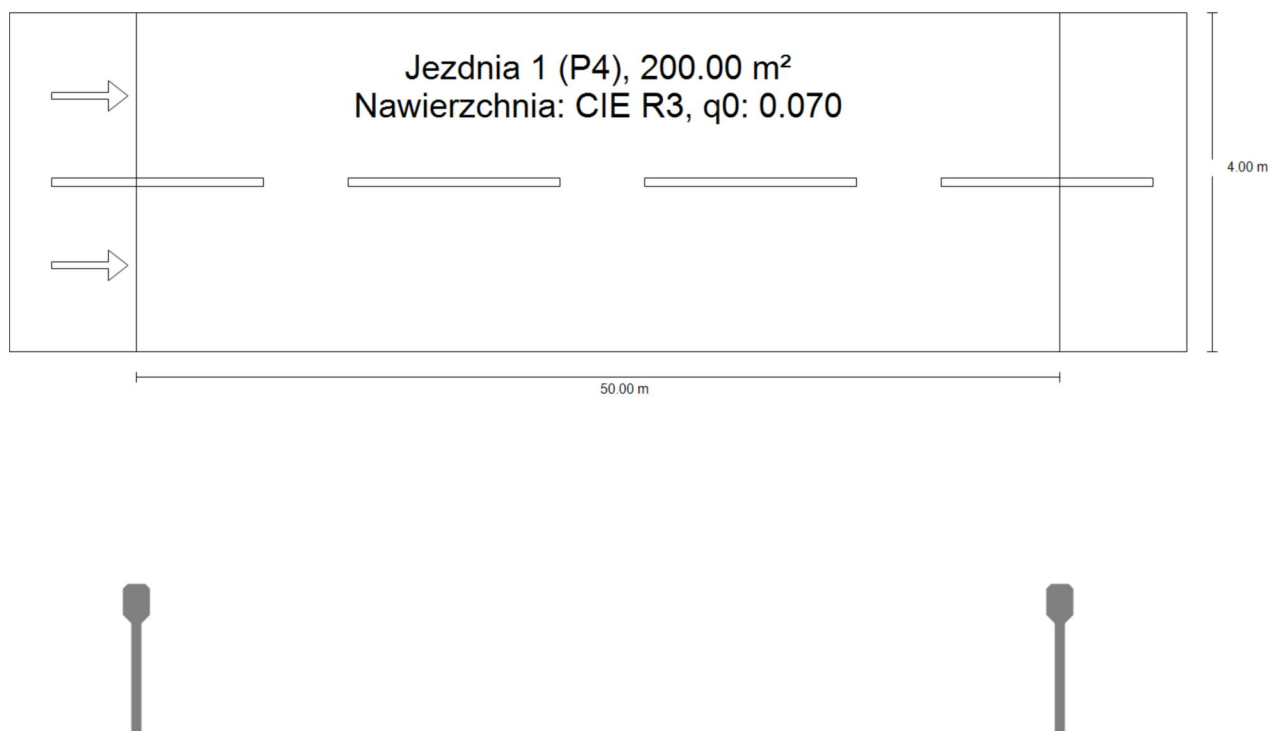 Jezdnia 1 (P4), 200.00 m²
Nawierzchnia: CIE R3, q0: 0.070
4.00 m
50.00 m